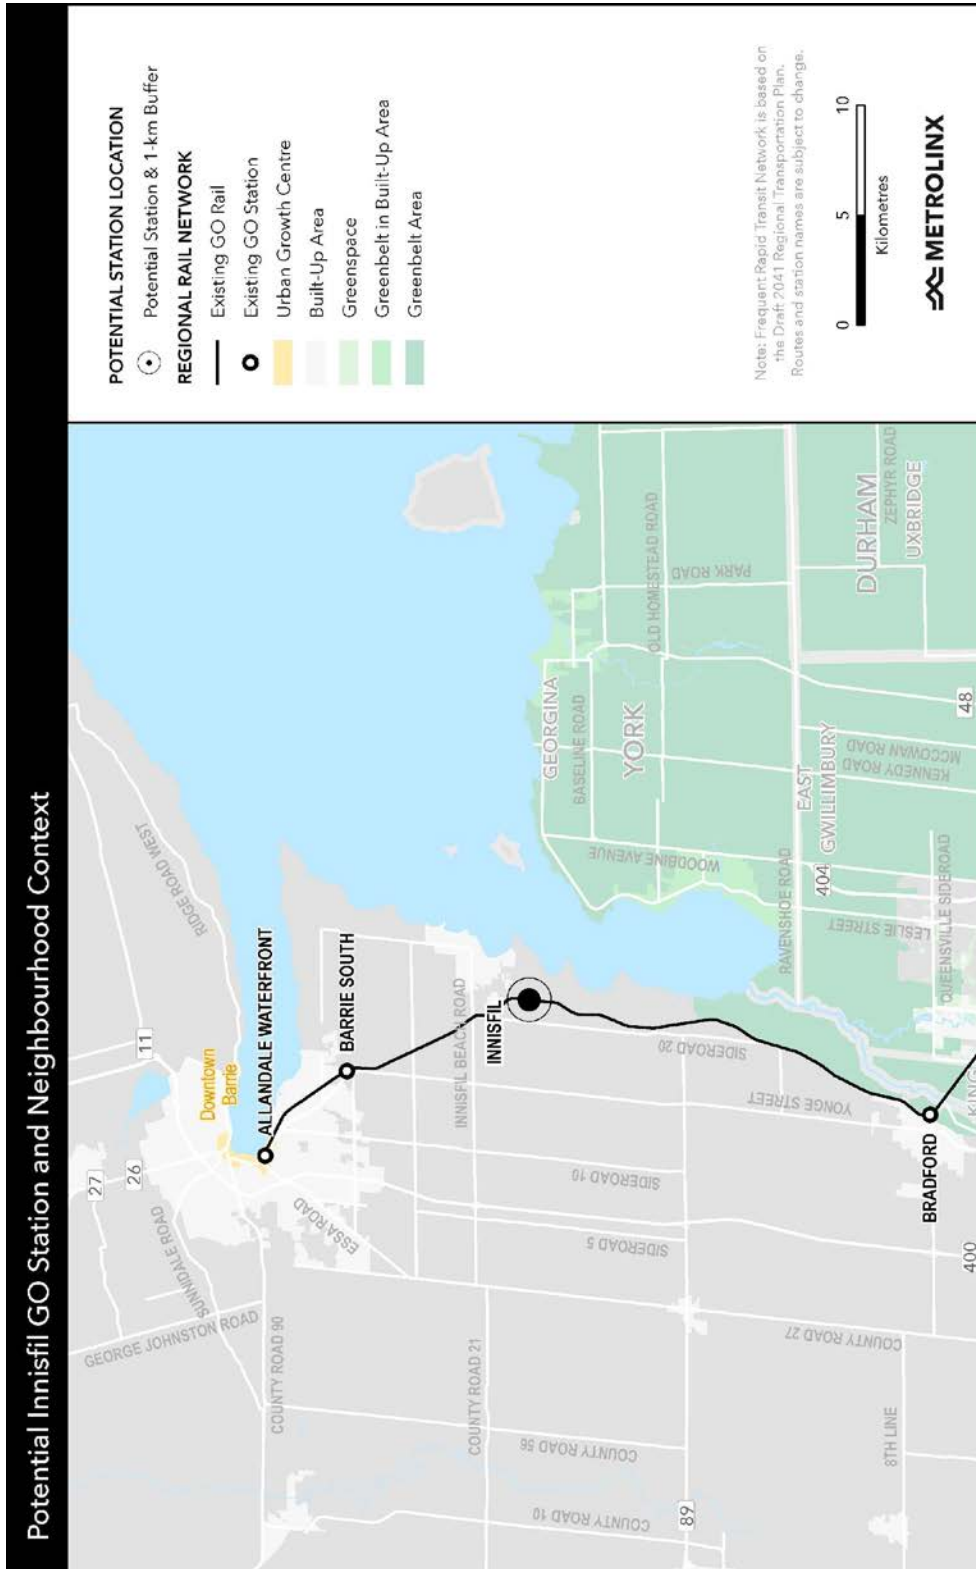 Potential Innisfil GO Station and Neighbourhood Context
POTENTIAL STATION LOCATION
Potential Station & 1-km Buffer
REGIONAL RAIL NETWORK
Existing GO Rail
Existing GO Station
Urban Growth Centre
Built-Up Area
Greenspace
Greenbelt in Built-Up Area
Greenbelt Area
Note: Frequent Rapid Transit Network is based on
the Draft 2041 Regional Transportation Plan.
Routes and station names are subject to change.
0
5
10
Kilometres
METROLINX
27
26
11
SUNNIDALE ROAD
GEORGE JOHNSTON ROAD
RIDGE ROAD WEST
Downtown
Barrie
ALLANDALE WATERFRONT
COUNTY ROAD 90
ESSA ROAD
BARRIE SOUTH
INNISFIL BEACH ROAD
COUNTY ROAD 21
INNISFIL
GEORGINA
BASELINE ROAD
YORK
OLD HOMESTEAD ROAD
PARK ROAD
WOODBINE AVENUE
COUNTY ROAD 10
COUNTY ROAD 56
SIDEROAD 5
SIDEROAD 10
SIDEROAD 20
89
RAVENSHOE ROAD
EAST
GWILLIMBURY
404
DURHAM
ZEPHYR ROAD
UXBRIDGE
COUNTY ROAD 27
YONGE STREET
LESLIE STREET
KENNEDY ROAD
MCCOWAN ROAD
8TH LINE
BRADFORD
QUEENSVILLE SIDEROAD
48
400
KING